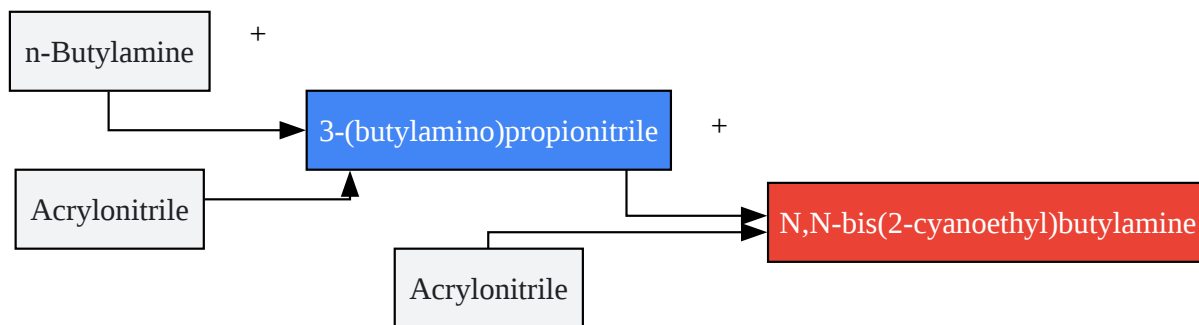 n-Butylamine
+
3-(butylamino)propionitrile
+
Acrylonitrile
N,N-bis(2-cyanoethyl)butylamine
Acrylonitrile